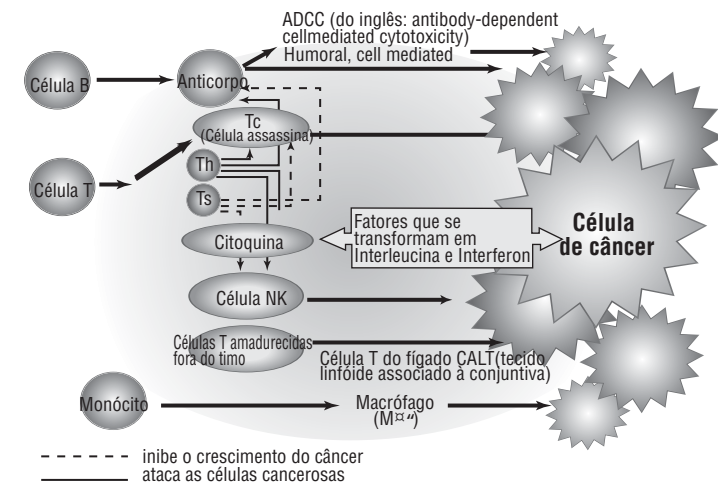 ADCC (do inglês: antibody-dependent
cellmediated cytotoxicity)
Humoral, cell mediated
Célula B
Anticorpo
Tc
(Célula assassina)
Th
Célula T
Ts
Citoquina
Fatores que se
transformam em
Interleucina e Interferon
Célula
de câncer
Célula NK
Células T amadurecidas
fora do timo
Célula T do fígado CALT(tecido
linfóide associado à conjuntiva)
Monócito
Macrófago
(M¤“)
inibe o crescimento do câncer
ataca as células cancerosas